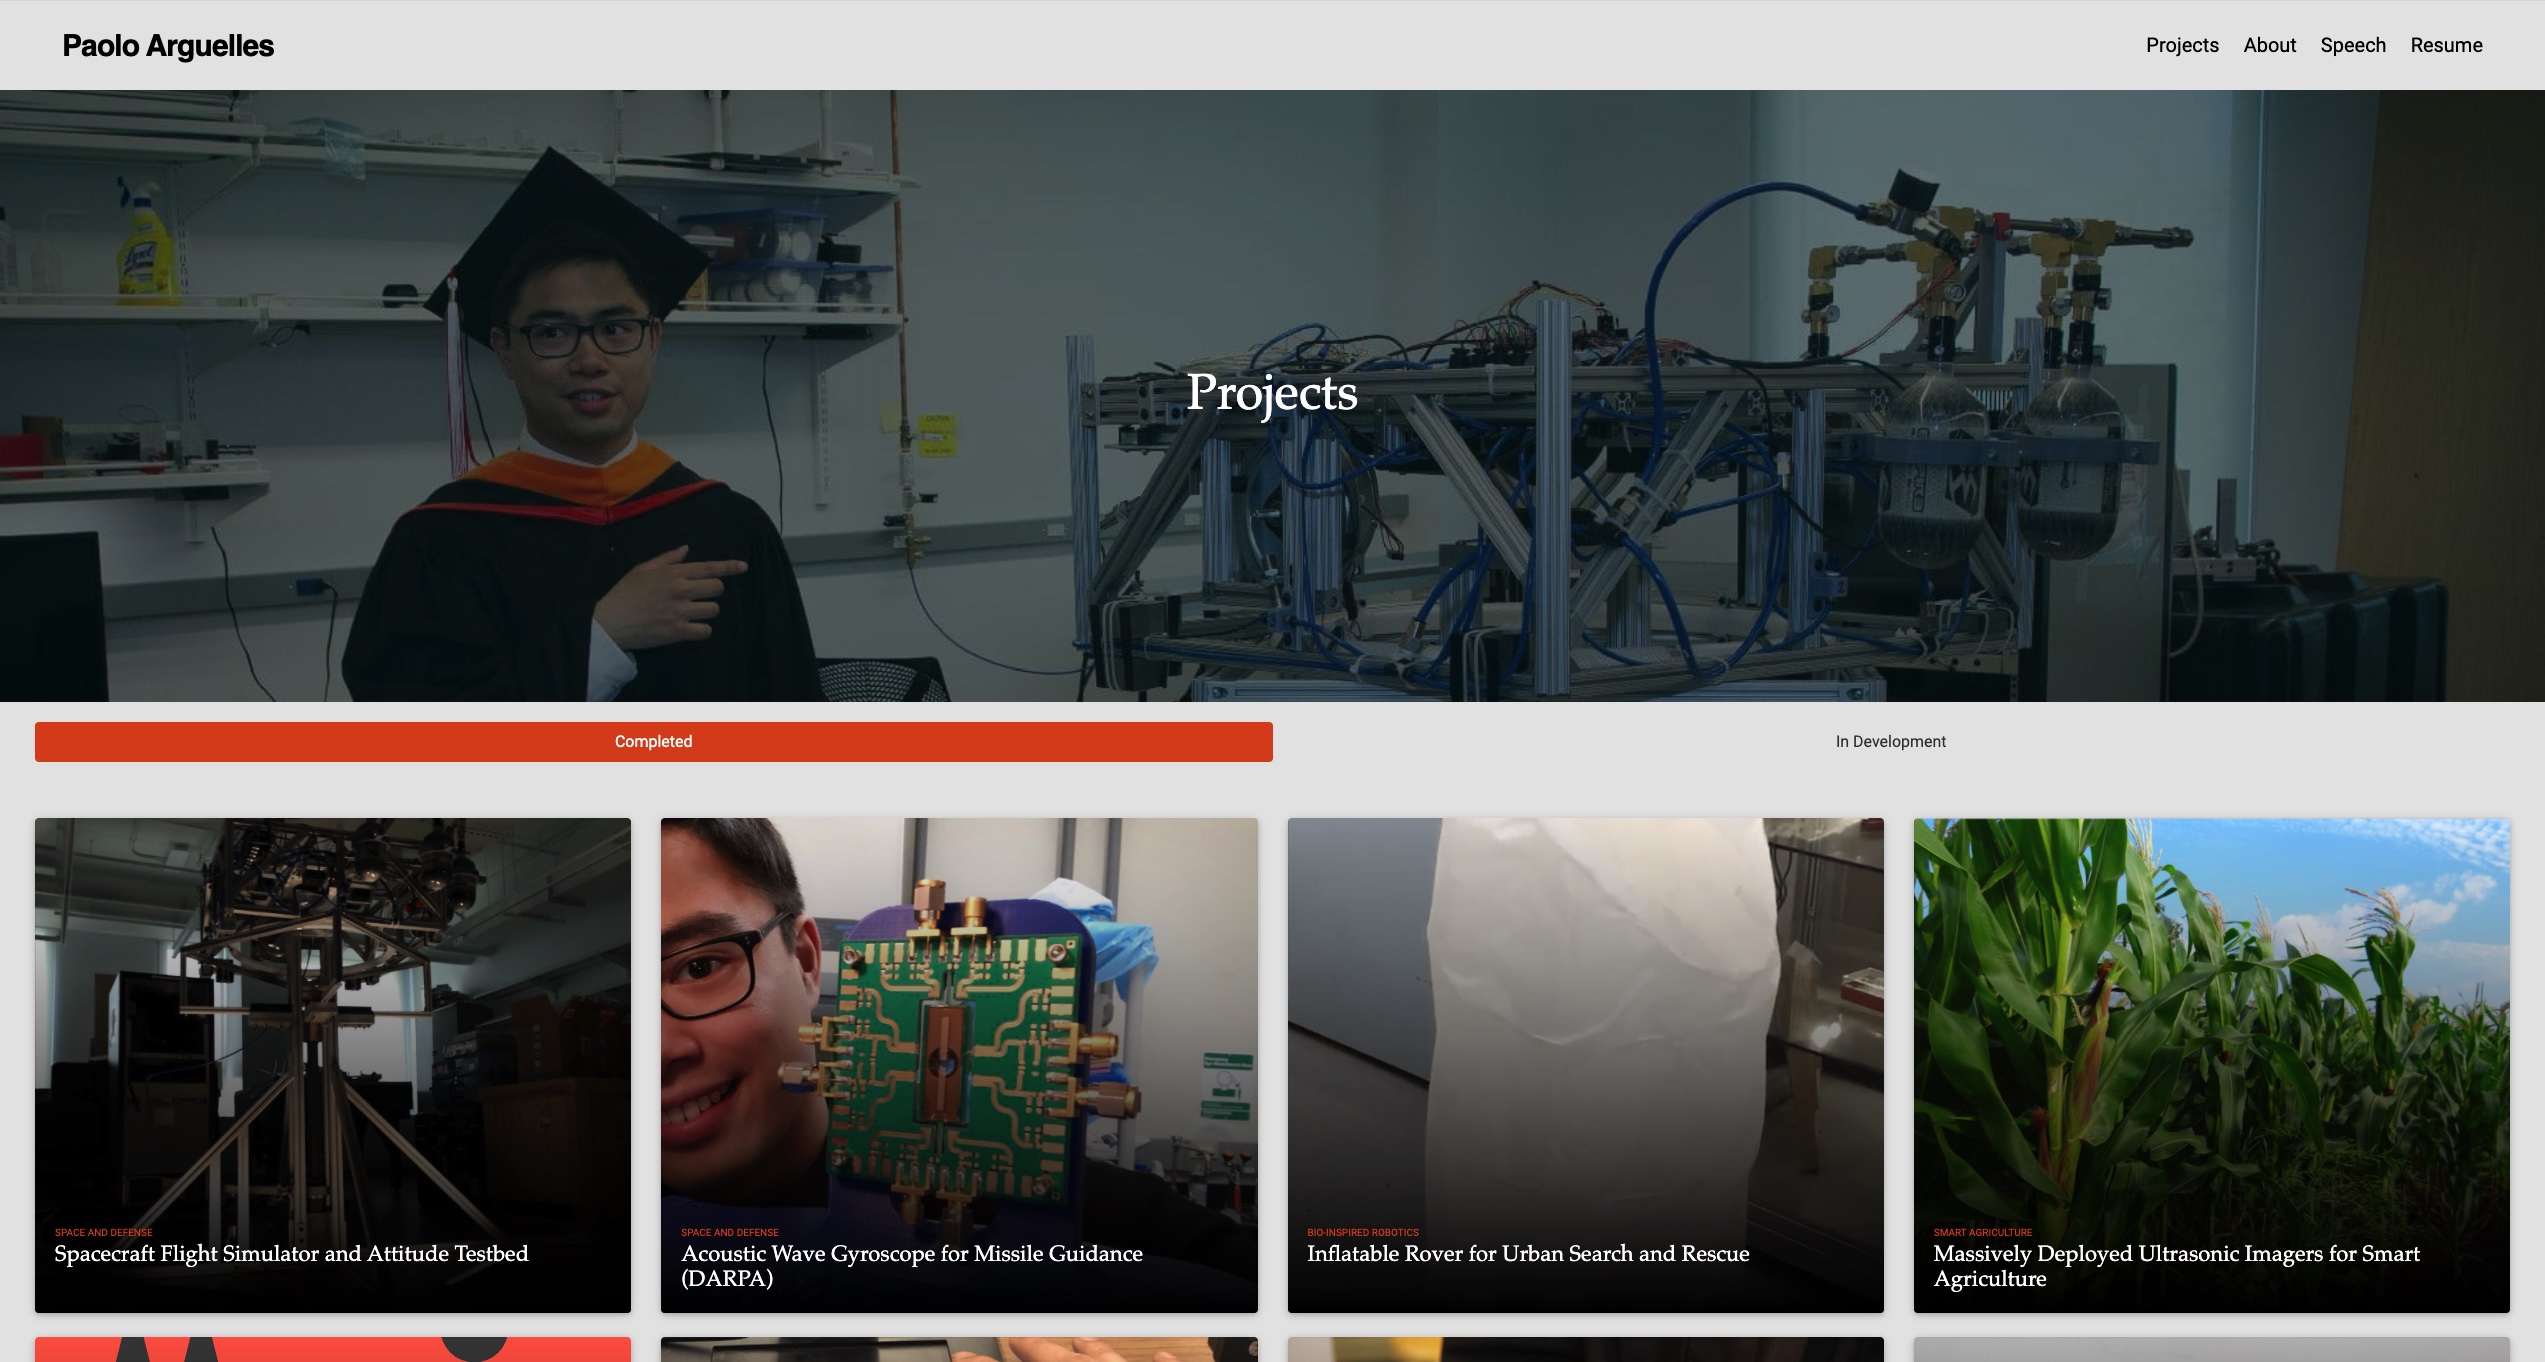 Paolo Arguelles
Projects About Speech Resume
Projects
Completed
In Development
SPACE AND DEFENSE
Spacecraft Flight Simulator and Attitude Testbed
SPACE AND DEFENSE
Acoustic Wave Gyroscope for Missile Guidance
(DARPA)
BIO-INSPIRED ROBOTICS
Inflatable Rover for Urban Search and Rescue
SMART AGRICULTURE
Massively Deployed Ultrasonic Imagers for Smart
Agriculture